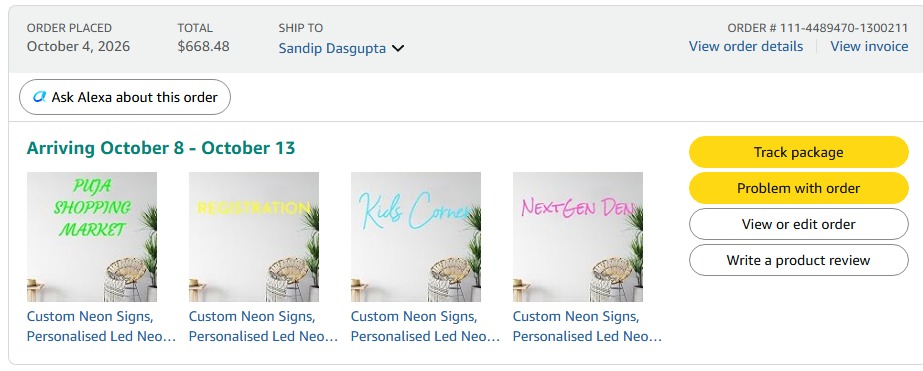 ORDER PLACED
October 4, 2026
TOTAL
$668.48
SHIP TO
Sandip Dasgupta
ORDER # 111-4489470-1300211
View order details
View invoice
Ask Alexa about this order
Arriving October 8 - October 13
PUJA
SHOPPING
MARKET
Custom Neon Signs,
Personalised Led Neo...
REGISTRATION
Custom Neon Signs,
Personalised Led Neo...
Kids Corner
Custom Neon Signs,
Personalised Led Neo...
NEXTGEN DEN
Custom Neon Signs,
Personalised Led Neo...
Track package
Problem with order
View or edit order
Write a product review